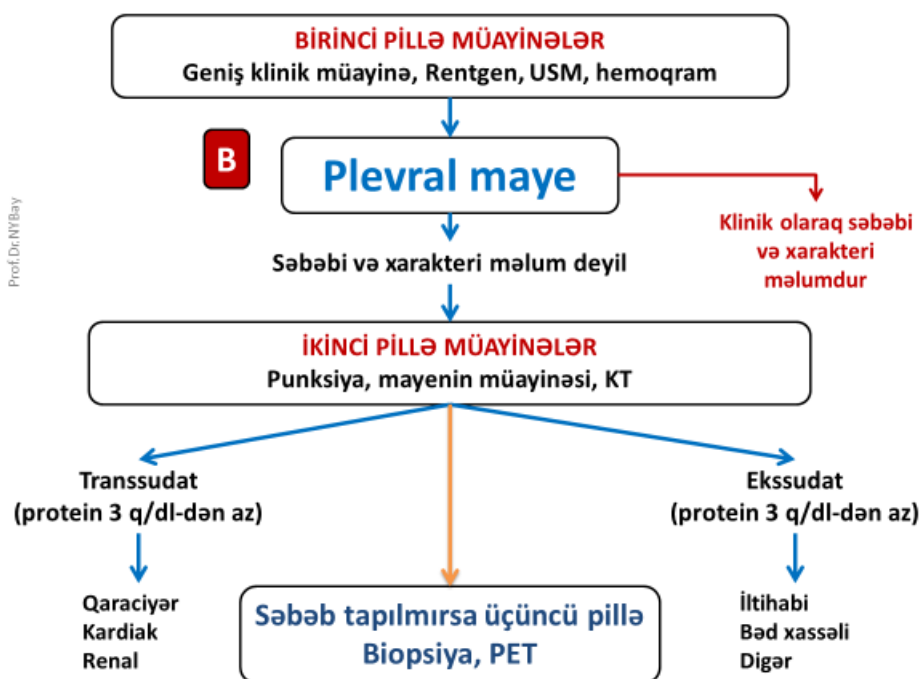 BİRİNCİ PİLLƏ MÜAYİNƏLƏR
Geniş klinik müayinə, Rentgen, USM, hemoqram
B
Plevral maye
Prof.Dr.NYBay
Klinik olaraq səbəbi
və xarakteri
məlumdur
Səbəbi və xarakteri məlum deyil
İKİNCİ PİLLƏ MÜAYİNƏLƏR
Punksiya, mayenin müayinəsi, KT
Transsudat
(protein 3 q/dl-dən az)
Ekssudat
(protein 3 q/dl-dən az)
Qaraciyər
Kardiak
Renal
Səbəb tapılmırsa üçüncü pillə
Biopsiya, PET
İltihabi
Bəd xassəli
Digər